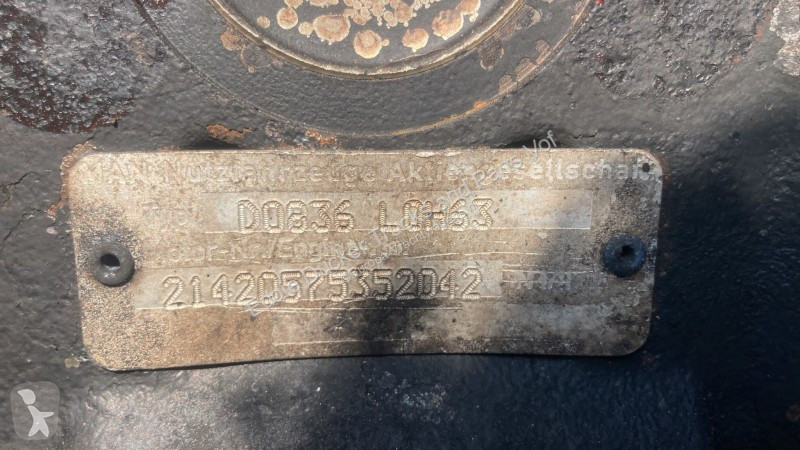 MAN Nutzfahrzeuge Aktiengesellschaft
D0836 LOH63
Motor-Nr./Engine
21420575352042